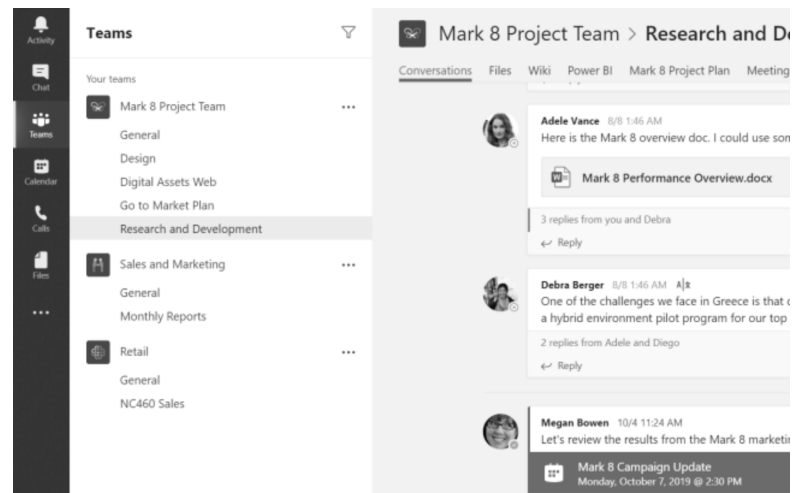 Activity
Chat
Teams
Calendar
Calls
Files
Teams
Your teams
Mark 8 Project Team
General
Design
Digital Assets Web
Go to Market Plan
Research and Development
Sales and Marketing
General
Monthly Reports
Retail
General
NC460 Sales
Mark 8 Project Team > Research and De
Conversations Files Wiki Power BI Mark 8 Project Plan Meeting
Adele Vance 8/8 1:46 AM
Here is the Mark 8 overview doc. I could use som
Mark 8 Performance Overview.docx
3 replies from you and Debra
Reply
Debra Berger 8/8 1:46 AM
One of the challenges we face in Greece is that
a hybrid environment pilot program for our top
2 replies from Adele and Diego
Reply
Megan Bowen 10/4 11:24 AM
Let's review the results from the Mark 8 marketi
Mark 8 Campaign Update
Monday, October 7, 2019 @ 2:30 PM